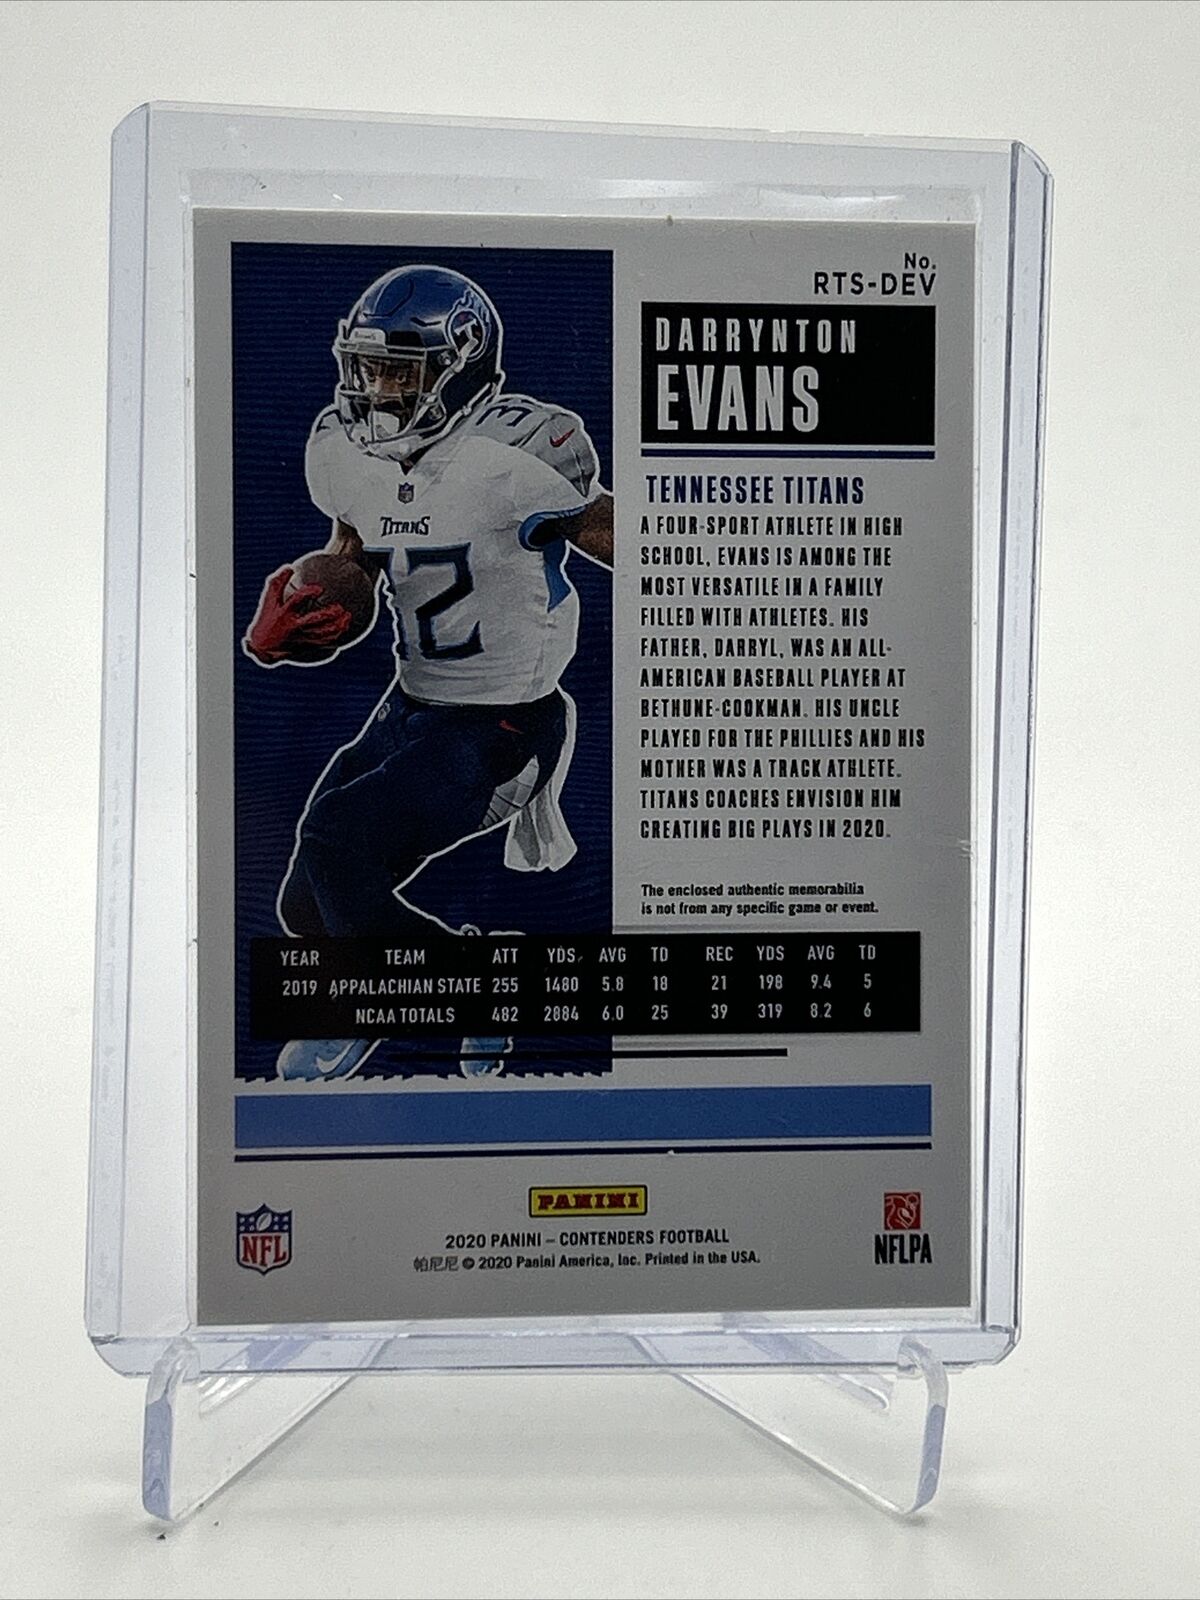 No.
RTS-DEV
DARRYNTON
EVANS
TENNESSEE TITANS
A FOUR-SPORT ATHLETE IN HIGH
SCHOOL, EVANS IS AMONG THE
MOST VERSATILE IN A FAMILY
FILLED WITH ATHLETES. HIS
FATHER, DARRYL, WAS AN ALL-
AMERICAN BASEBALL PLAYER AT
BETHUNE-COOKMAN. HIS UNCLE
PLAYED FOR THE PHILLIES AND HIS
MOTHER WAS A TRACK ATHLETE.
TITANS COACHES ENVISION HIM
CREATING BIG PLAYS IN 2020.
The enclosed authentic memorabilia
is not from any specific game or event.
TITANS
YEAR TEAM ATT YDS AVG TD REC YDS AVG TD
2019 APPALACHIAN STATE 255 1480 5.8 18 21 198 9.4 5
NCAA TOTALS 482 2884 6.0 25 39 319 8.2 6
PANINI
NFL
2020 PANINI – CONTENDERS FOOTBALL
帕尼尼 © 2020 Panini America, Inc. Printed in the USA.
NFLPA